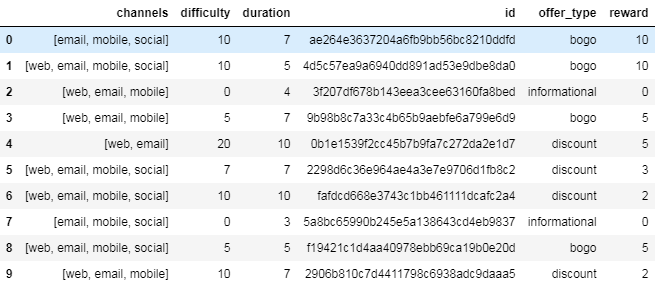 channels difficulty duration id offer_type reward
0 [email, mobile, social] 10 7 ae264e3637204a6fb9bb56bc8210ddfd bogo 10
1 [web, email, mobile, social] 10 5 4d5c57ea9a6940dd891ad53e9dbe8da0 bogo 10
2 [web, email, mobile] 0 4 3f207df678b143eea3cee63160fa8bed informational 0
3 [web, email, mobile] 5 7 9b98b8c7a33c4b65b9aebfe6a799e6d9 bogo 5
4 [web, email] 20 10 0b1e1539f2cc45b7b9fa7c272da2e1d7 discount 5
5 [web, email, mobile, social] 7 7 2298d6c36e964ae4a3e7e9706d1fb8c2 discount 3
6 [web, email, mobile, social] 10 10 fafdcd668e3743c1bb461111dcafc2a4 discount 2
7 [email, mobile, social] 0 3 5a8bc65990b245e5a138643cd4eb9837 informational 0
8 [web, email, mobile, social] 5 5 f19421c1d4aa40978ebb69ca19b0e20d bogo 5
9 [web, email, mobile] 10 7 2906b810c7d4411798c6938adc9daaa5 discount 2